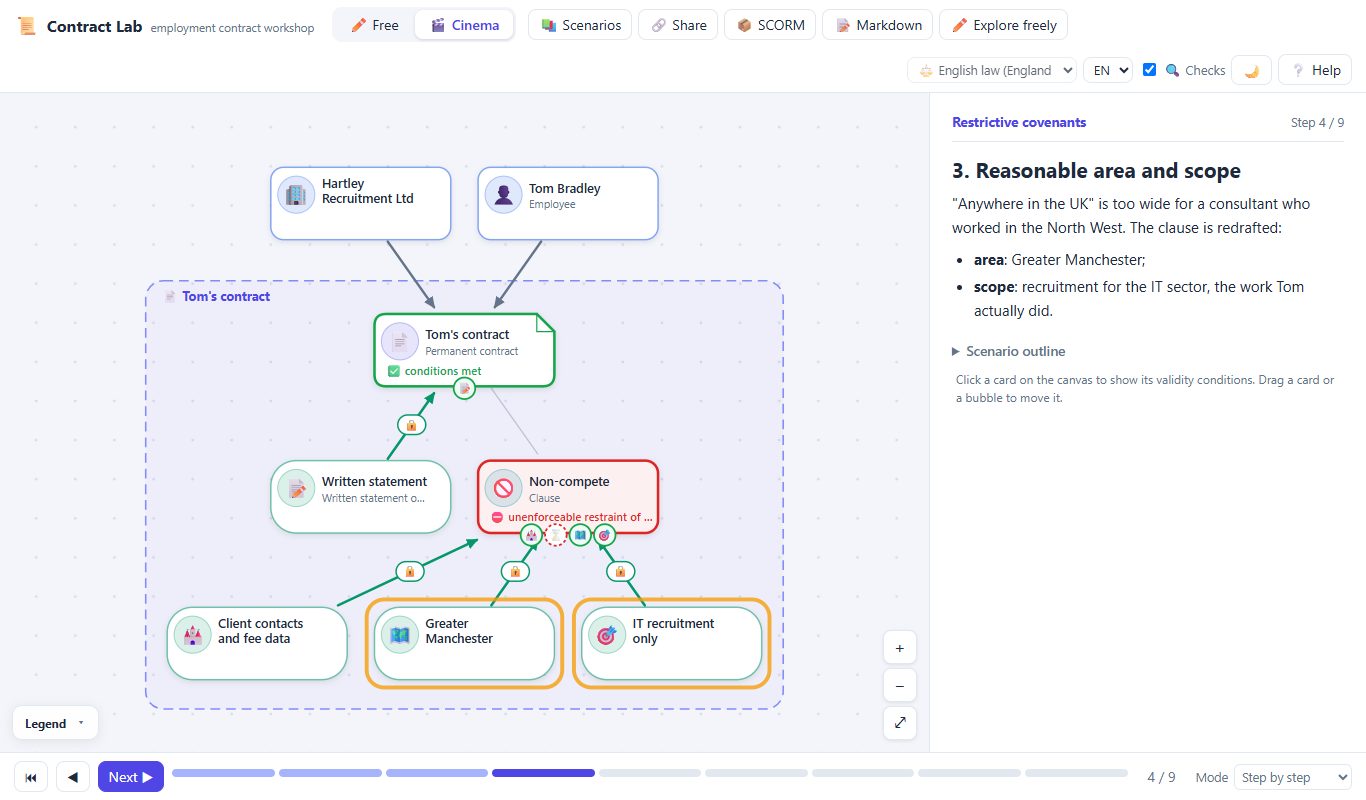 Contract Lab employment contract workshop
Free
Cinema
Scenarios
Share
SCORM
Markdown
Explore freely
English law (England
EN
Checks
Help
Hartley
Recruitment Ltd
Tom Bradley
Employee
Tom's contract
Tom's contract
Permanent contract
conditions met
Written statement
Written statement o...
Non-compete
Clause
unenforceable restraint of ...
Client contacts
and fee data
Greater
Manchester
IT recruitment
only
+
−
Legend
Restrictive covenants
Step 4 / 9
3. Reasonable area and scope
"Anywhere in the UK" is too wide for a consultant who
worked in the North West. The clause is redrafted:
• area: Greater Manchester;
• scope: recruitment for the IT sector, the work Tom
actually did.
Scenario outline
Click a card on the canvas to show its validity conditions. Drag a card or
a bubble to move it.
Next
4 / 9
Mode
Step by step